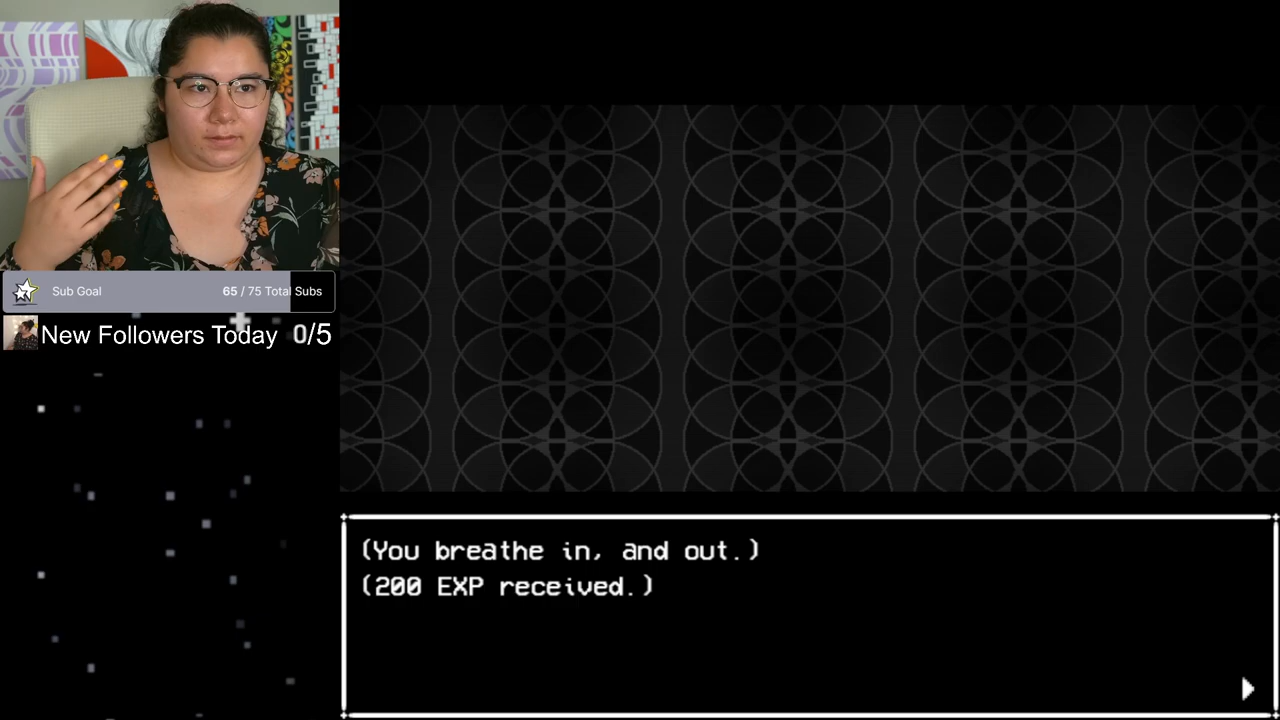 Sub Goal 65 / 75 Total Subs
New Followers Today 0/5
(You breathe in, and out.)
(200 EXP received.)